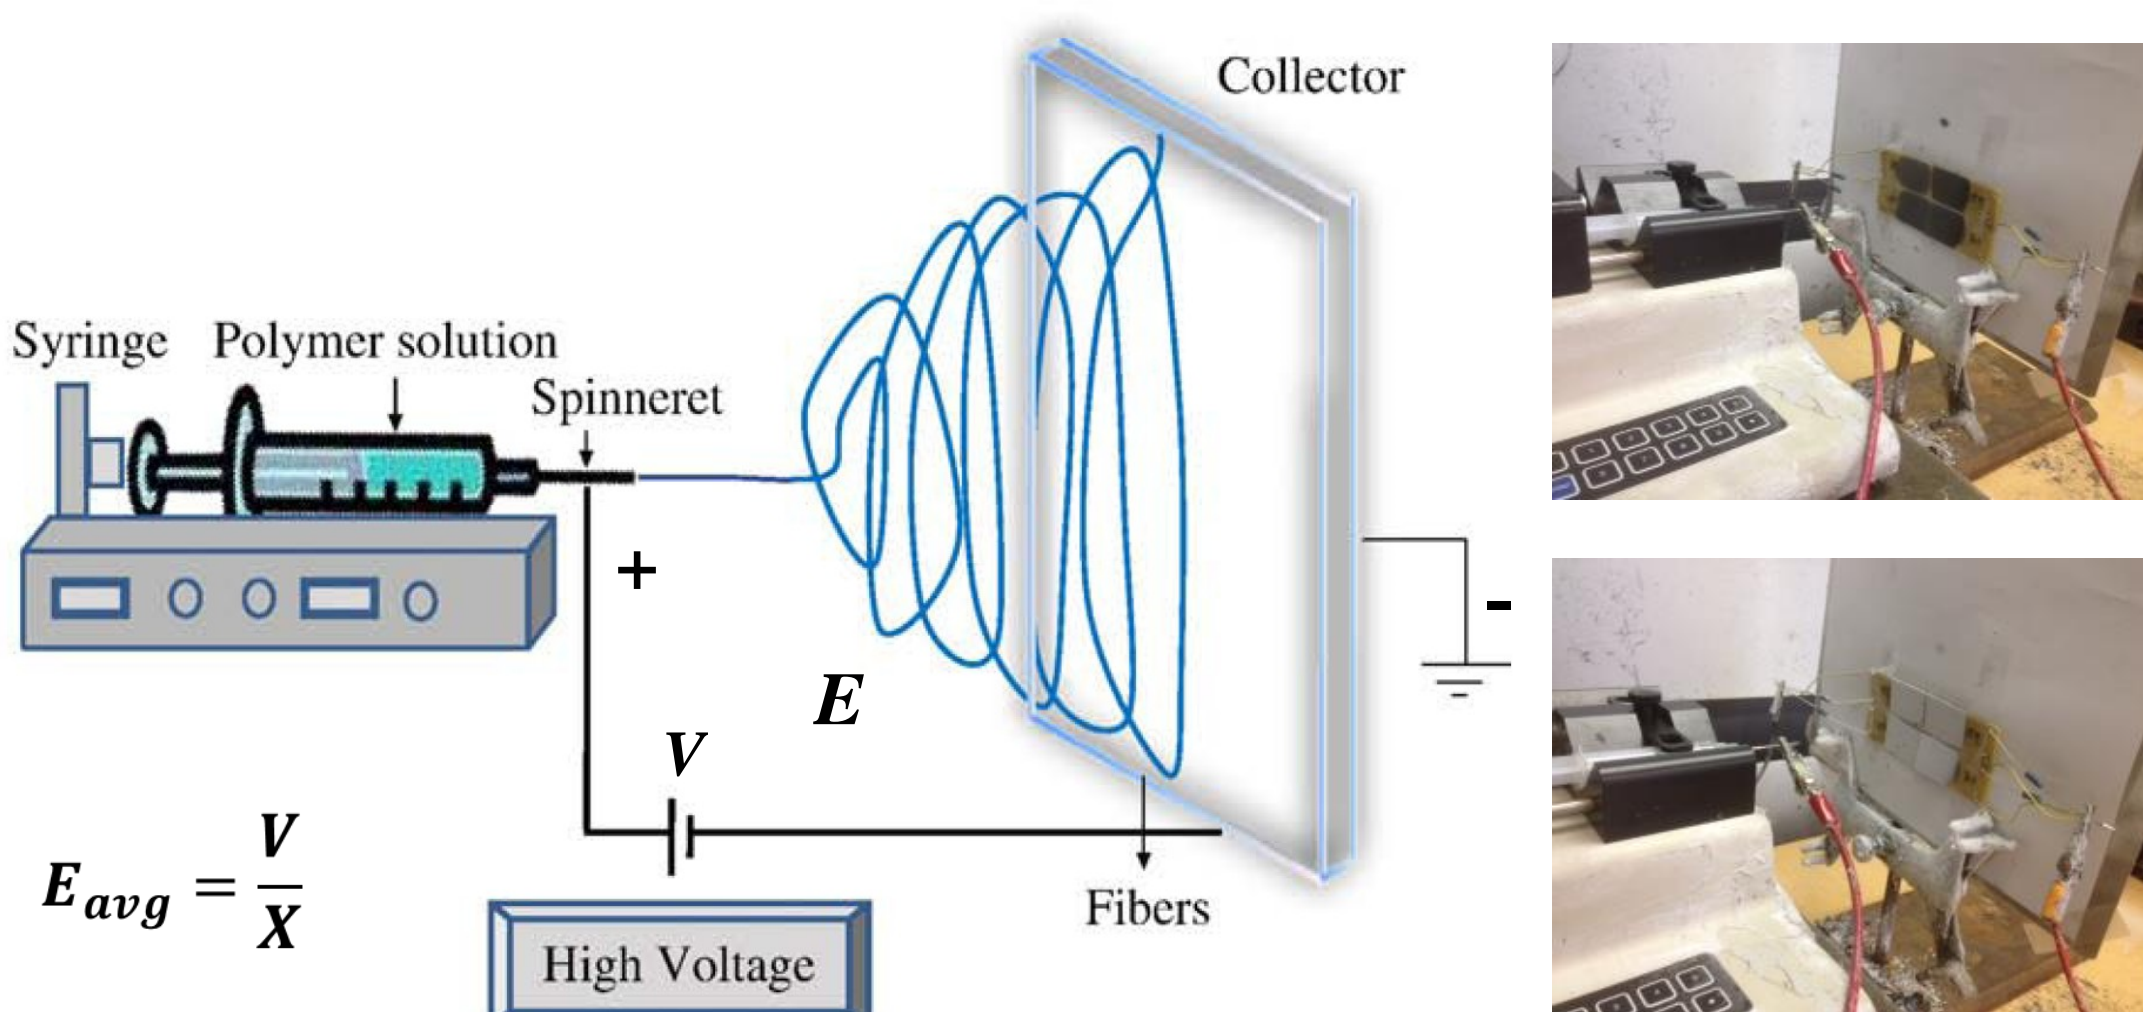 Collector
Syringe
Polymer solution
Spinneret
+
-
E
V
E_avg = V/X
Fibers
High Voltage